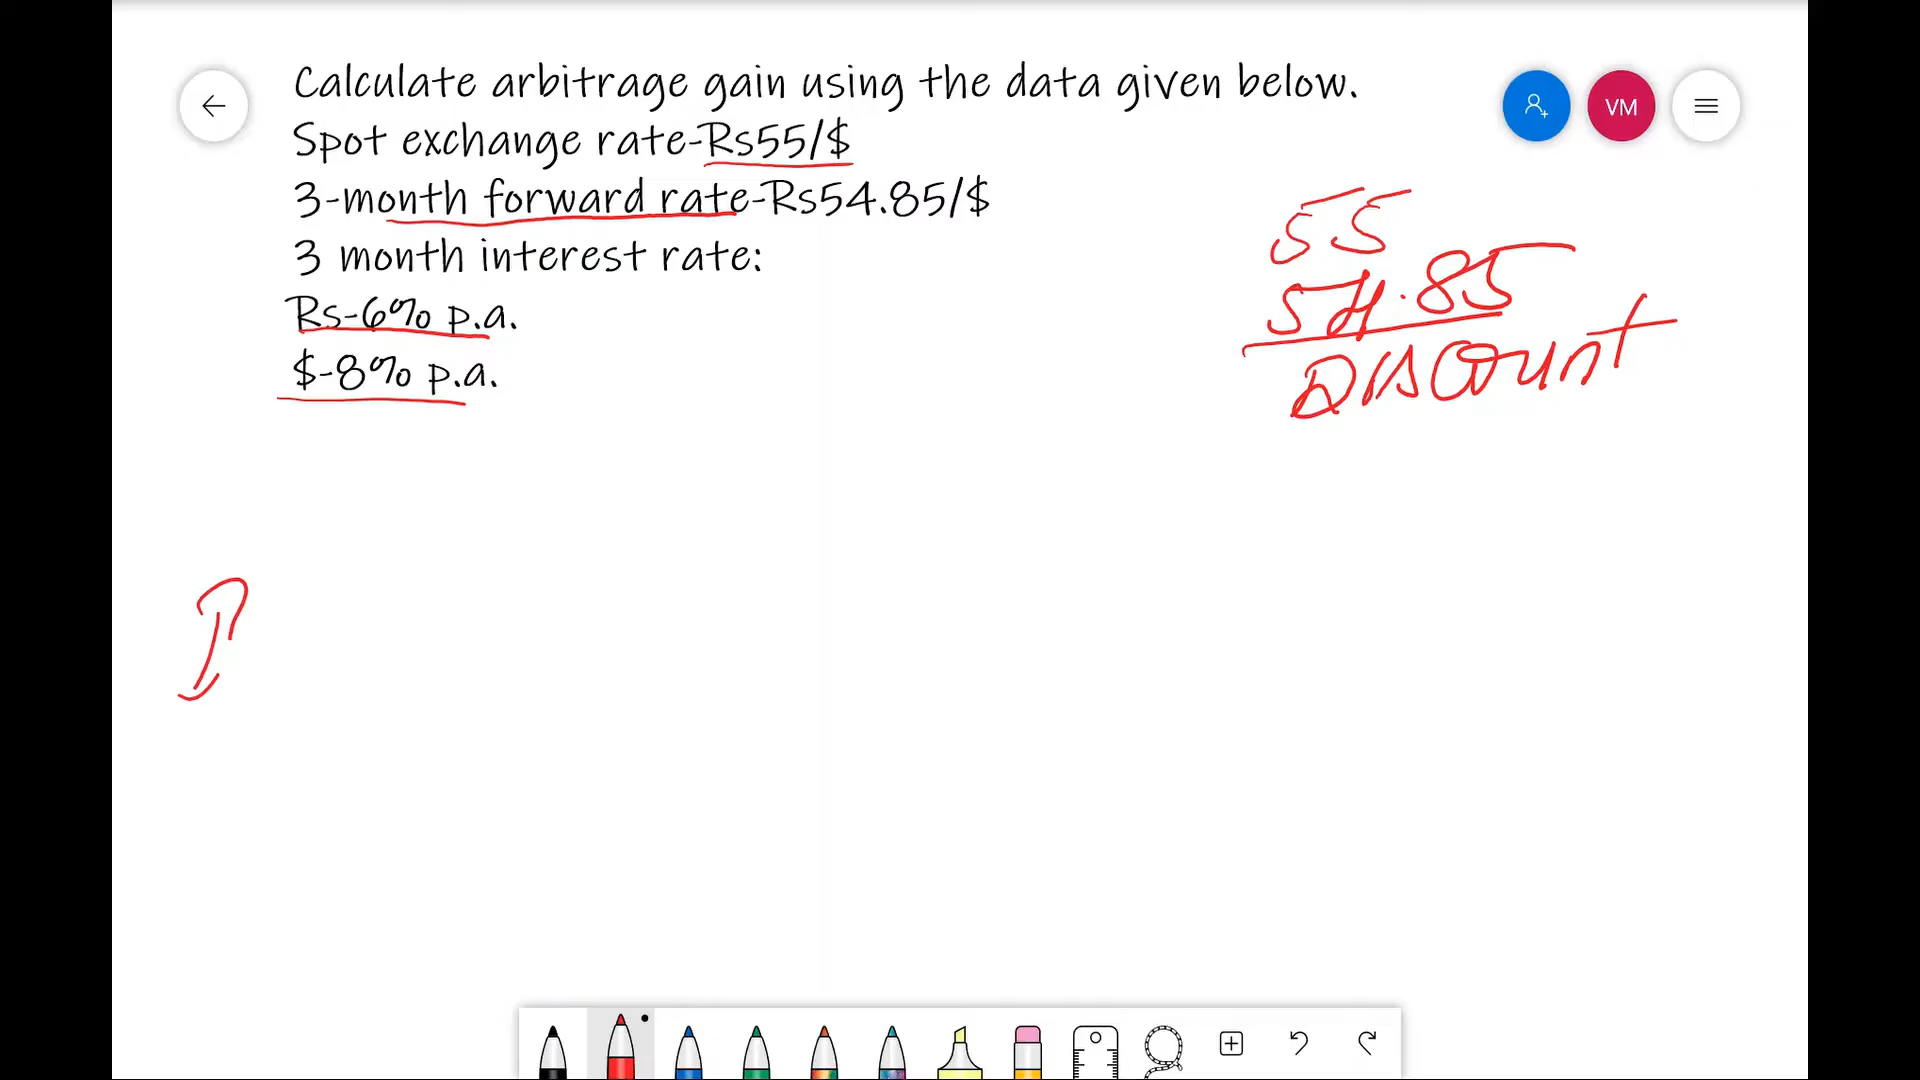 Calculate arbitrage gain using the data given below.
Spot exchange rate-Rs55/$
3-month forward rate-Rs54.85/$
3 month interest rate:
Rs-6% p.a.
$-8% p.a.
VM
55
54.85
Discount